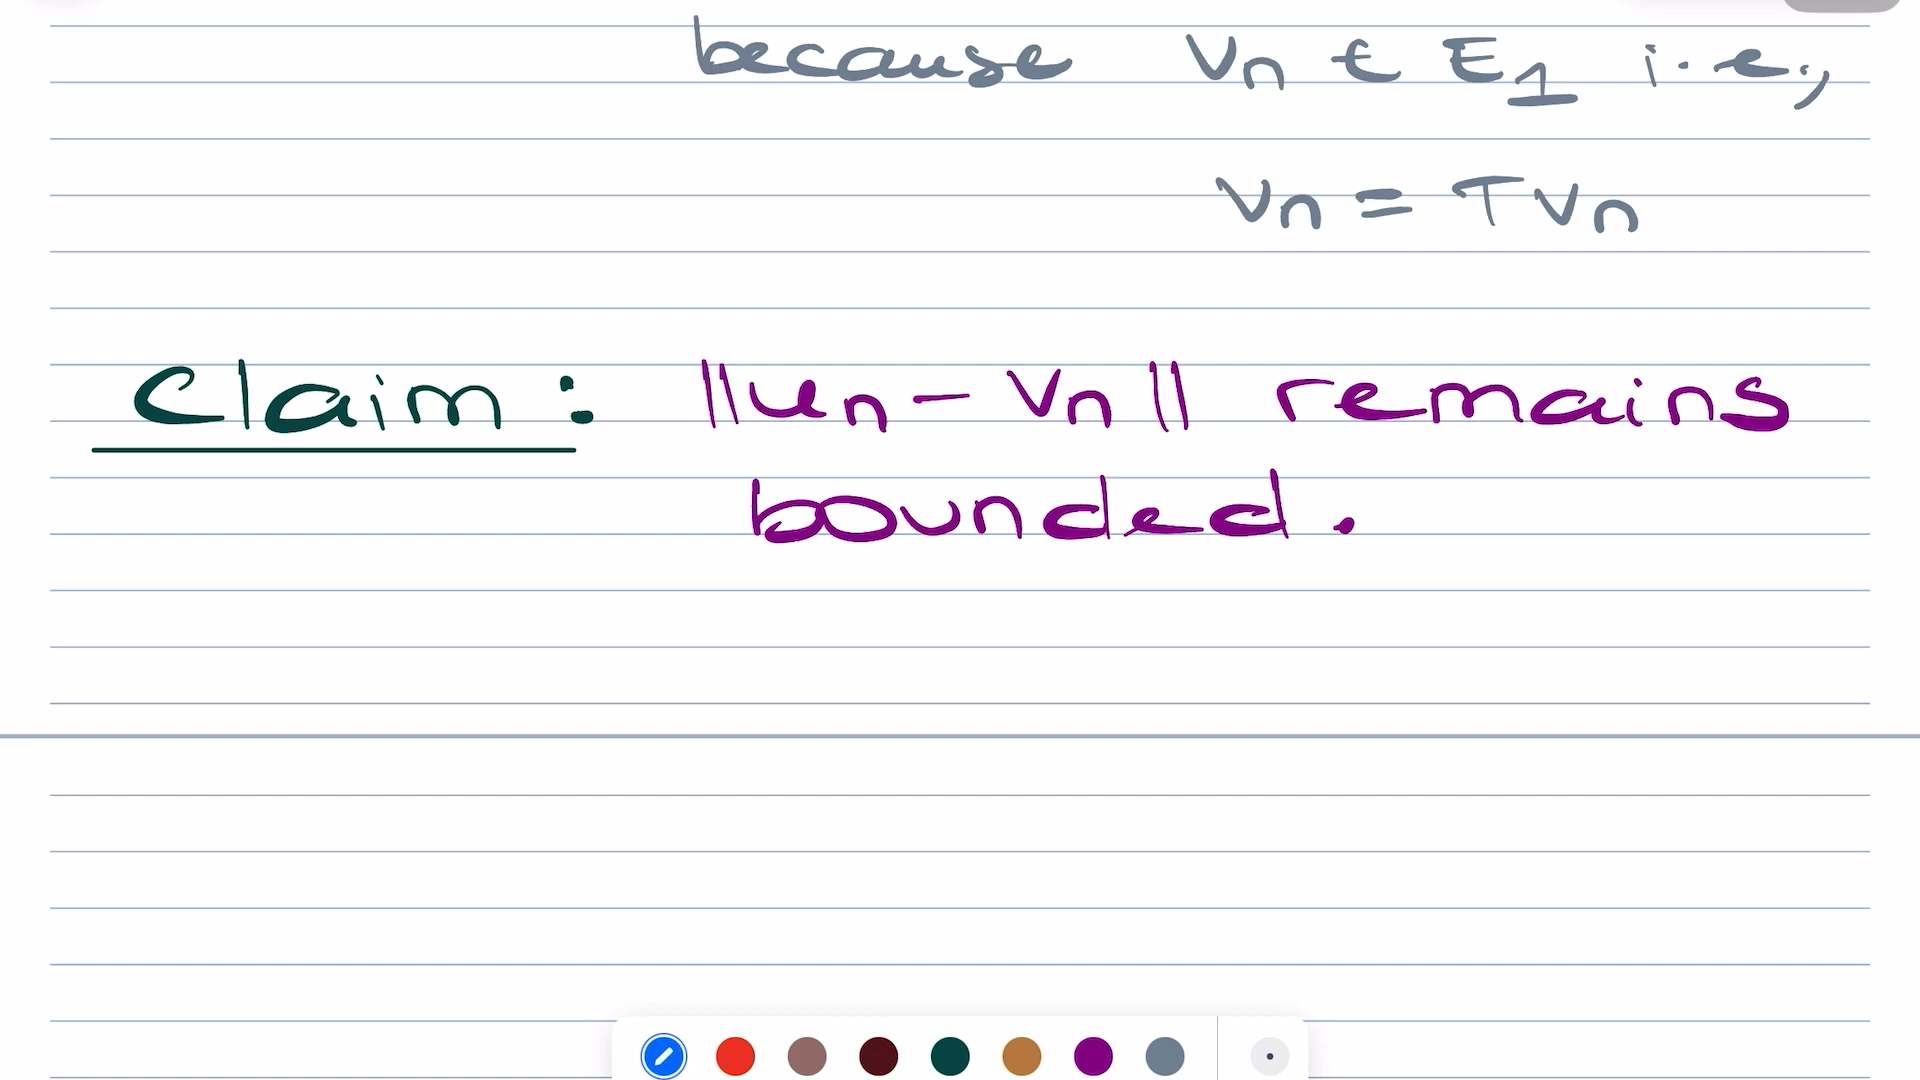 because vn ∈ E1 i.e.,
vn = Tvn
Claim: ||un - vn|| remains
bounded.